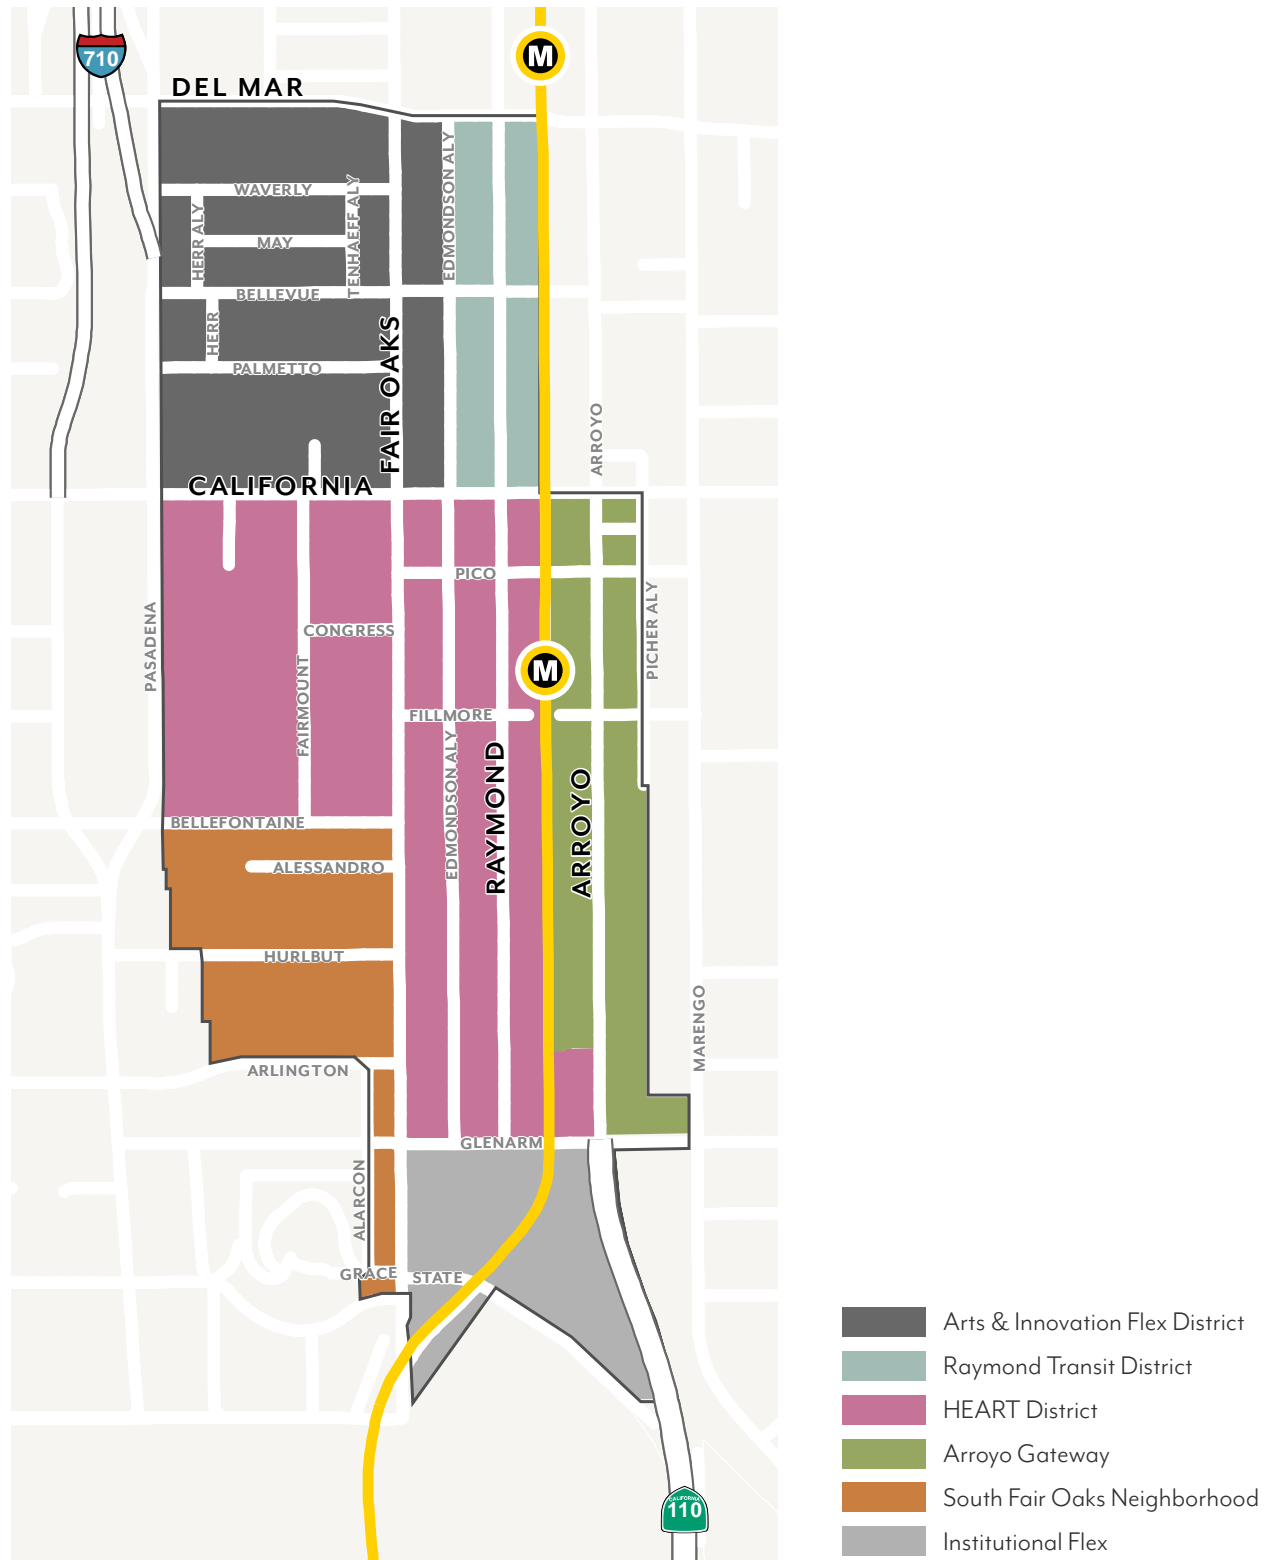 710
M
DEL MAR
WAVERLY
HERR ALY
MAY
TENHAEFF ALY
EDMONDSON ALY
BELLEVUE
HERR
PALMETTO
FAIR OAKS
ARROYO
CALIFORNIA
PICO
PASADENA
CONGRESS
FAIRMOUNT
PICHER ALY
M
FILLMORE
EDMONDSON ALY
RAYMOND
ARROYO
BELLEFONTAINE
ALESSANDRO
HURLBUT
MARENGO
ARLINGTON
GLENARM
ALARCON
GRACE
STATE
CALIFORNIA
110
Arts & Innovation Flex District
Raymond Transit District
HEART District
Arroyo Gateway
South Fair Oaks Neighborhood
Institutional Flex